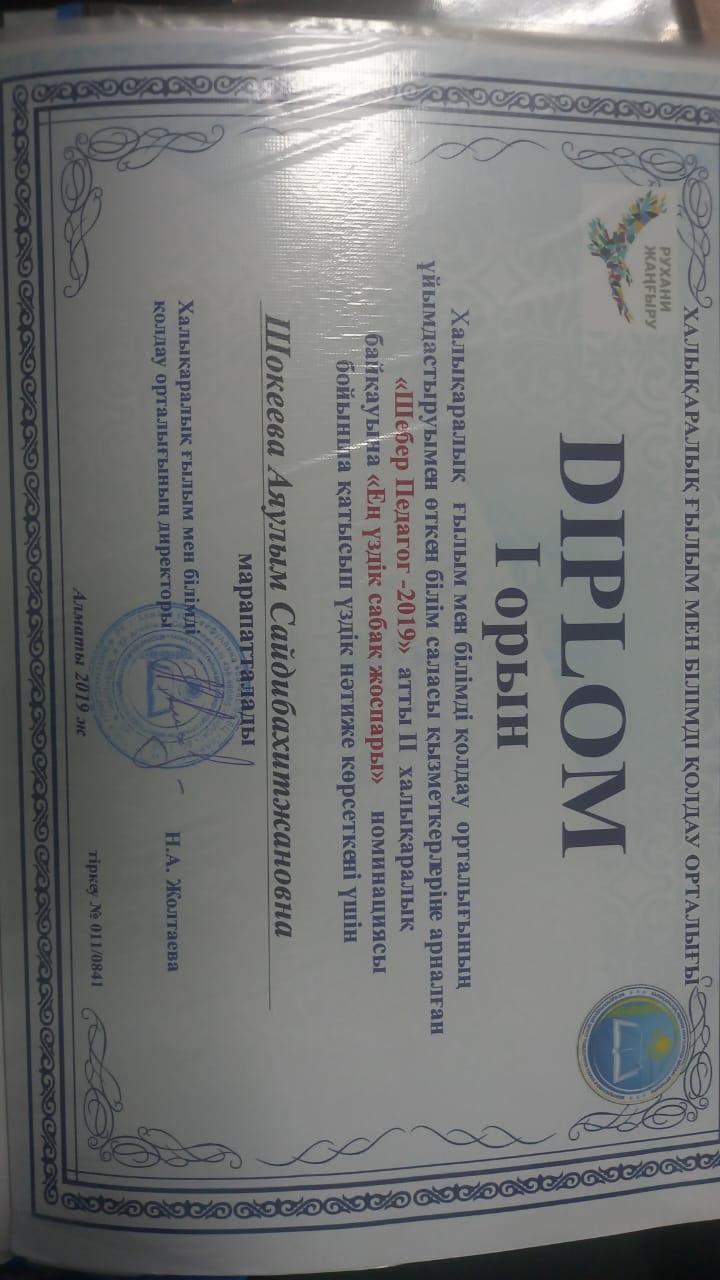 ХАЛЫҚАРАЛЫҚ ҒЫЛЫМ МЕН БІЛІМДІ ҚОЛДАУ ОРТАЛЫҒЫ
РУХАНИ
ЖАҢҒЫРУ
DIPLOM
I орын
Халықаралық ғылым мен білімді қолдау орталығының
ұйымдастыруымен өткен білім саласы қызметкерлеріне арналған
«Шебер Педагог -2019» атты II халықаралық
байқауына «Ең үздік сабақ жоспары» номинациясы
бойынша қатысып үздік нәтиже көрсеткені үшін
Шокеева Аяулым Сайдибахитжановна
марапатталады
Халықаралық ғылым мен білімді
қолдау орталығының директоры
Н.А. Жолтаева
Алматы 2019 ж
тіркеу № 011/0841